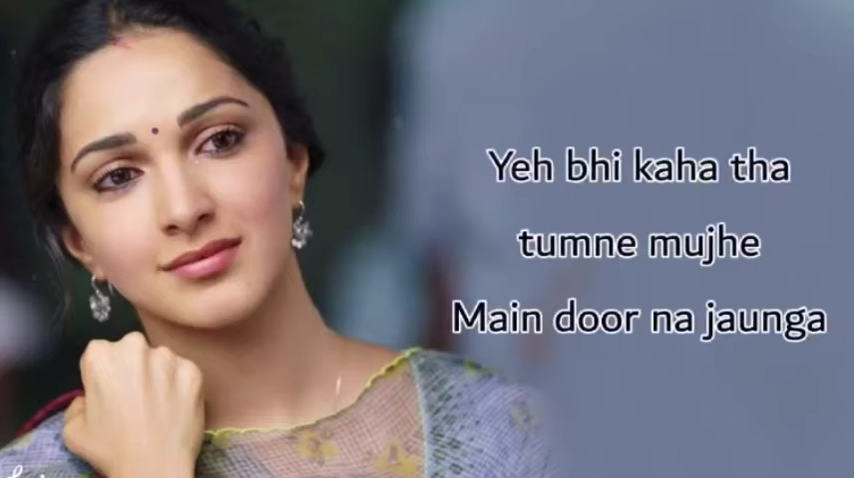 Yeh bhi kaha tha
tumne mujhe
Main door na jaunga